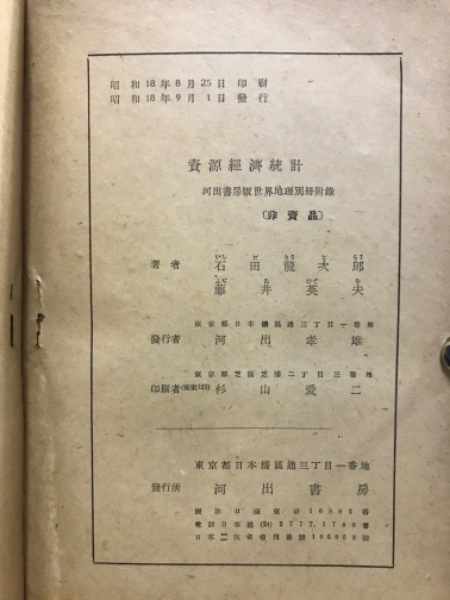 昭和18年8月25日 印刷
昭和18年9月1日 發行
資源經濟統計
河出書房版世界地理別冊附錄
〔非賣品〕
著者 石田龍次郎
藤井英夫
東京都日本橋區通三丁目一番地
發行者 河出孝雄
東京都芝區芝浦二丁目三番地
印刷者 杉山愛二
東京都日本橋區通三丁目一番地
發行所 河出書房